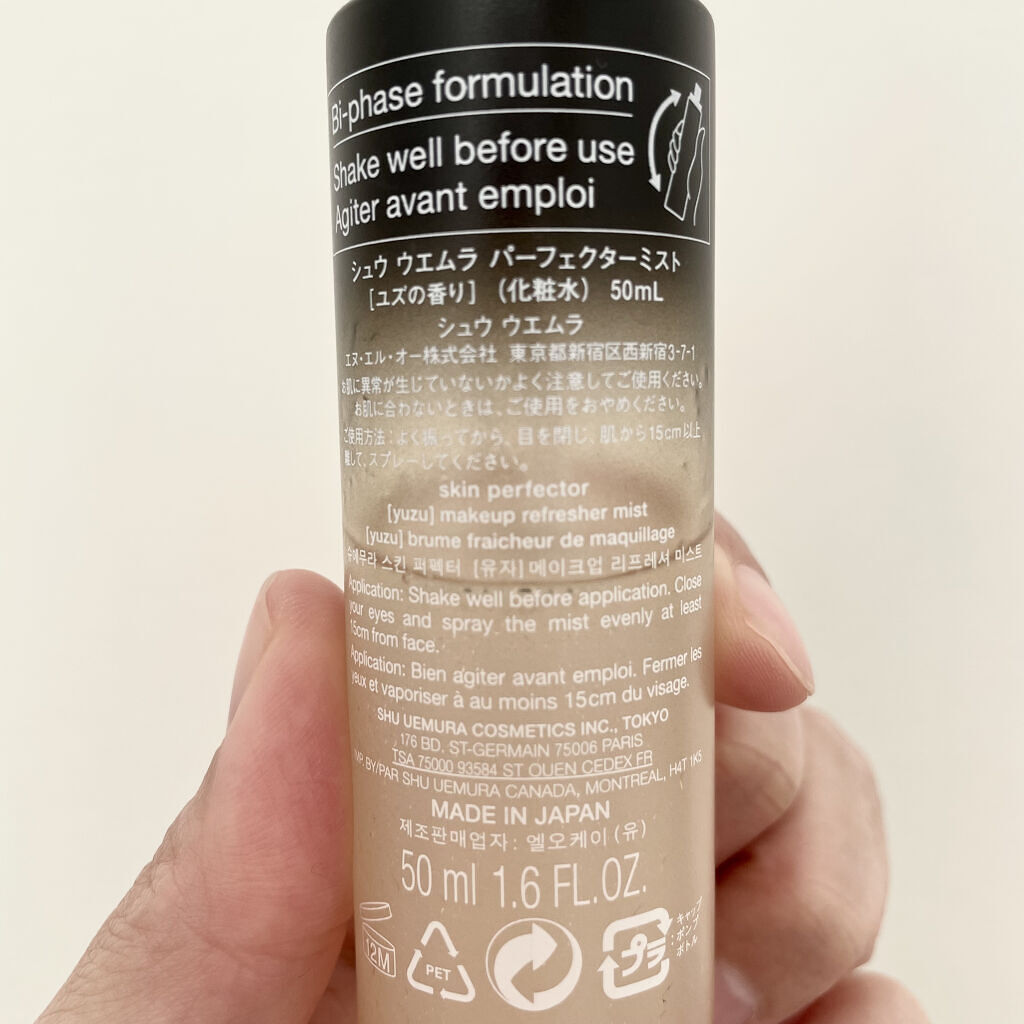 Bi-phase formulation
Shake well before use
Agiter avant emploi
シュウ ウエムラ パーフェクターミスト
[ユズの香り] (化粧水) 50mL
シュウ ウエムラ
エヌ・エル・オー株式会社 東京都新宿区西新宿3-7-1
お肌に異常が生じていないかよく注意してご使用ください。
お肌に合わないときは、ご使用をおやめください。
ご使用方法：よく振ってから、目を閉じ、肌から15cm以上
離して、スプレーしてください。
skin perfector
[yuzu] makeup refresher mist
[yuzu] brume fraicheur de maquillage
슈에무라 스킨 퍼펙터 [유자] 메이크업 리프레셔 미스트
Application: Shake well before application. Close
your eyes and spray the mist evenly at least
15cm from face.
Application: Bien agiter avant emploi. Fermer les
yeux et vaporiser à au moins 15cm du visage.
SHU UEMURA COSMETICS INC., TOKYO
176 BD. ST-GERMAIN 75006 PARIS
TSA 75000 93584 ST OUEN CEDEX FR
IMP. BY/PAR SHU UEMURA CANADA, MONTREAL, H4T 1K5
MADE IN JAPAN
제조판매업자: 엘오케이(유)
50 ml 1.6 FL.OZ.
12M
PET
プラ
キャップ
・ポンプ
:ボトル